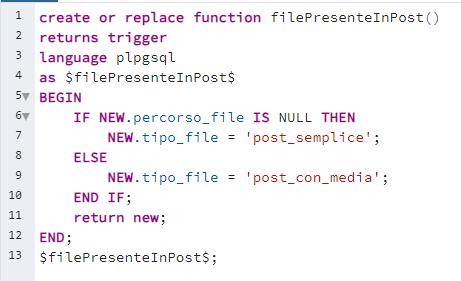 1 create or replace function filePresenteInPost()
2 returns trigger
3 language plpgsql
4 as $filePresenteInPost$
5 BEGIN
6 IF NEW.percorso_file IS NULL THEN
7 NEW.tipo_file = 'post_semplice';
8 ELSE
9 NEW.tipo_file = 'post_con_media';
10 END IF;
11 return new;
12 END;
13 $filePresenteInPost$;